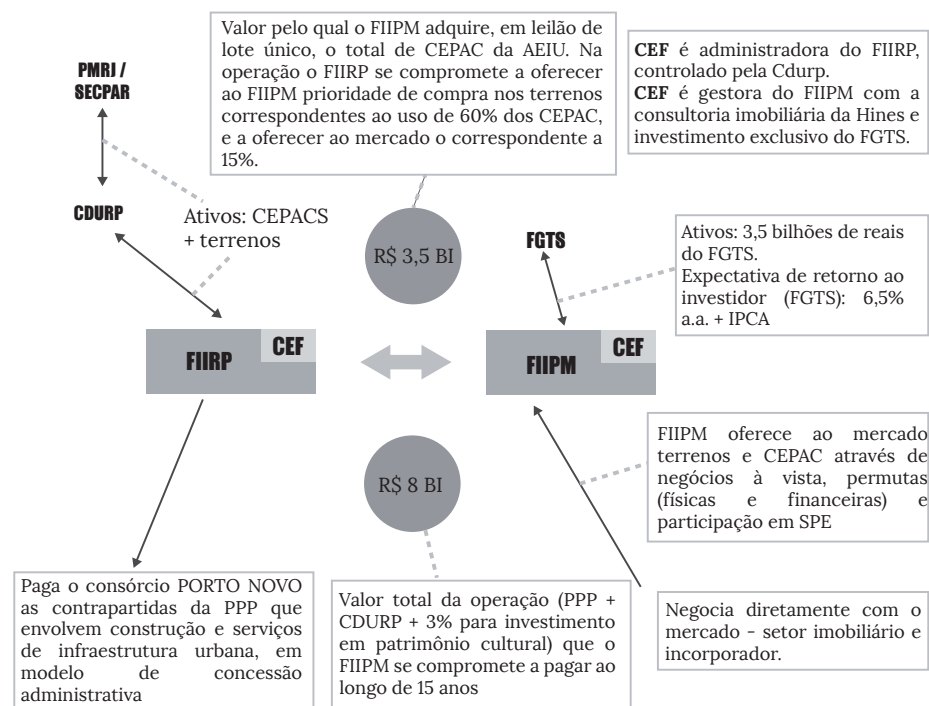 Valor pelo qual o FIIPM adquire, em leilão de
lote único, o total de CEPAC da AEIU. Na
operação o FIIRP se compromete a oferecer
ao FIIPM prioridade de compra nos terrenos
correspondentes ao uso de 60% dos CEPAC,
e a oferecer ao mercado o correspondente a
15%.
CEF é administradora do FIIRP,
controlado pela Cdurp.
CEF é gestora do FIIPM com a
consultoria imobiliária da Hines e
investimento exclusivo do FGTS.
PMRJ /
SECPAR
CDURP
Ativos: CEPACS
+ terrenos
R$ 3,5 BI
FGTS
Ativos: 3,5 bilhões de reais
do FGTS.
Expectativa de retorno ao
investidor (FGTS): 6,5%
a.a. + IPCA
FIIRP
CEF
FIIPM
CEF
R$ 8 BI
FIIPM oferece ao mercado
terrenos e CEPAC através de
negócios à vista, permutas
(físicas e financeiras) e
participação em SPE
Paga o consórcio PORTO NOVO
as contrapartidas da PPP que
envolvem construção e serviços
de infraestrutura urbana, em
modelo de concessão
administrativa
Valor total da operação (PPP +
CDURP + 3% para investimento
em patrimônio cultural) que o
FIIPM se compromete a pagar ao
longo de 15 anos
Negocia diretamente com o
mercado - setor imobiliário e
incorporador.